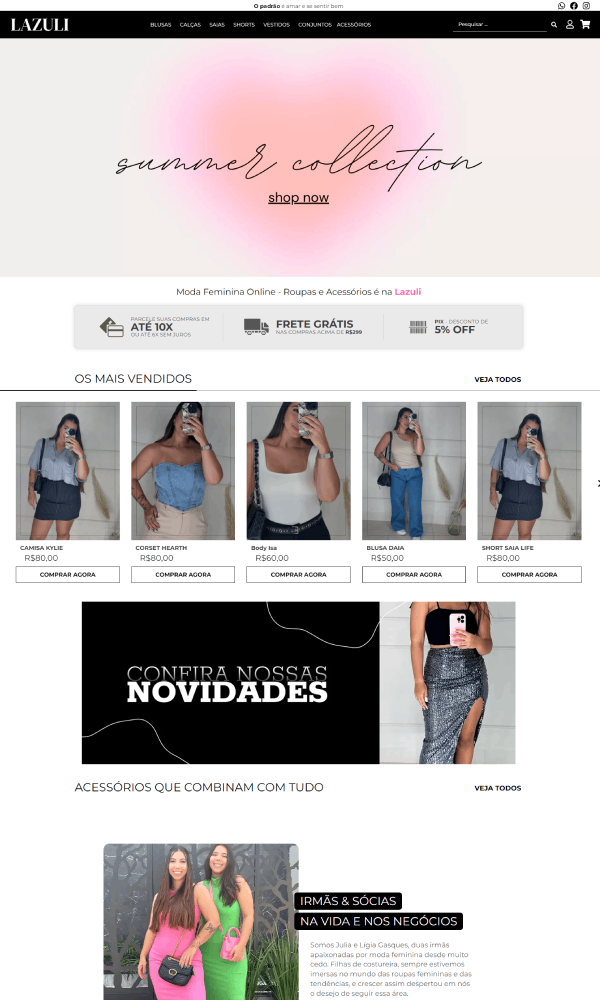 O padrão é amar e se sentir bem
LAZULI
BLUSAS CALÇAS SAIAS SHORTS VESTIDOS CONJUNTOS ACESSÓRIOS
Pesquisar ...
summer collection
shop now
Moda Feminina Online - Roupas e Acessórios é na Lazuli
PARCELE SUAS COMPRAS EM
ATÉ 10X
OU ATÉ 6X SEM JUROS
FRETE GRÁTIS
NAS COMPRAS ACIMA DE R$299
PIX - DESCONTO DE
5% OFF
OS MAIS VENDIDOS
VEJA TODOS
CAMISA KYLIE
R$80,00
COMPRAR AGORA
CORSET HEARTH
R$80,00
COMPRAR AGORA
Body Isa
R$60,00
COMPRAR AGORA
BLUSA DAIA
R$50,00
COMPRAR AGORA
SHORT SAIA LIFE
R$80,00
COMPRAR AGORA
CONFIRA NOSSAS
NOVIDADES
ACESSÓRIOS QUE COMBINAM COM TUDO
VEJA TODOS
IRMÃS & SÓCIAS
NA VIDA E NOS NEGÓCIOS
Somos Julia e Ligia Gasques, duas irmãs
apaixonadas por moda feminina desde muito
cedo. Filhas de costureira, sempre estivemos
imersas no mundo das roupas femininas e das
tendências, e crescer assim despertou em nós
o desejo de seguir essa área.